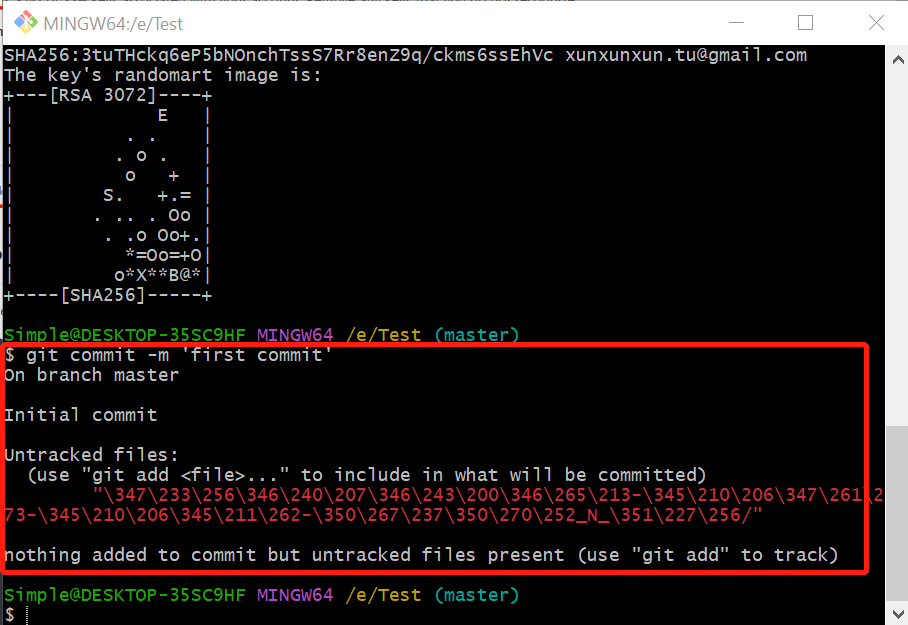 MINGW64:/e/Test
SHA256:3tuTHckq6eP5bNOnchTssS7Rr8enZ9q/ckms6ssEhVc xunxunxun.tu@gmail.com
The key's randomart image is:
+---[RSA 3072]----+
|              E   |
|           . .    |
|          . o .   |
|           o   +  |
|         S.   +.= |
|        . .. . Oo |
|         . .o Oo+.|
|           *=Oo=+O|
|          o*X**B@*|
+----[SHA256]-----+
Simple@DESKTOP-35SC9HF MINGW64 /e/Test (master)
$ git commit -m 'first commit'
On branch master
Initial commit
Untracked files:
  (use "git add <file>..." to include in what will be committed)
        "\347\233\256\346\240\207\346\243\200\346\265\213-\345\210\206\347\261\2
73-\345\210\206\345\211\262-\350\267\237\350\270\252_N_\351\227\256/"
nothing added to commit but untracked files present (use "git add" to track)
Simple@DESKTOP-35SC9HF MINGW64 /e/Test (master)
$